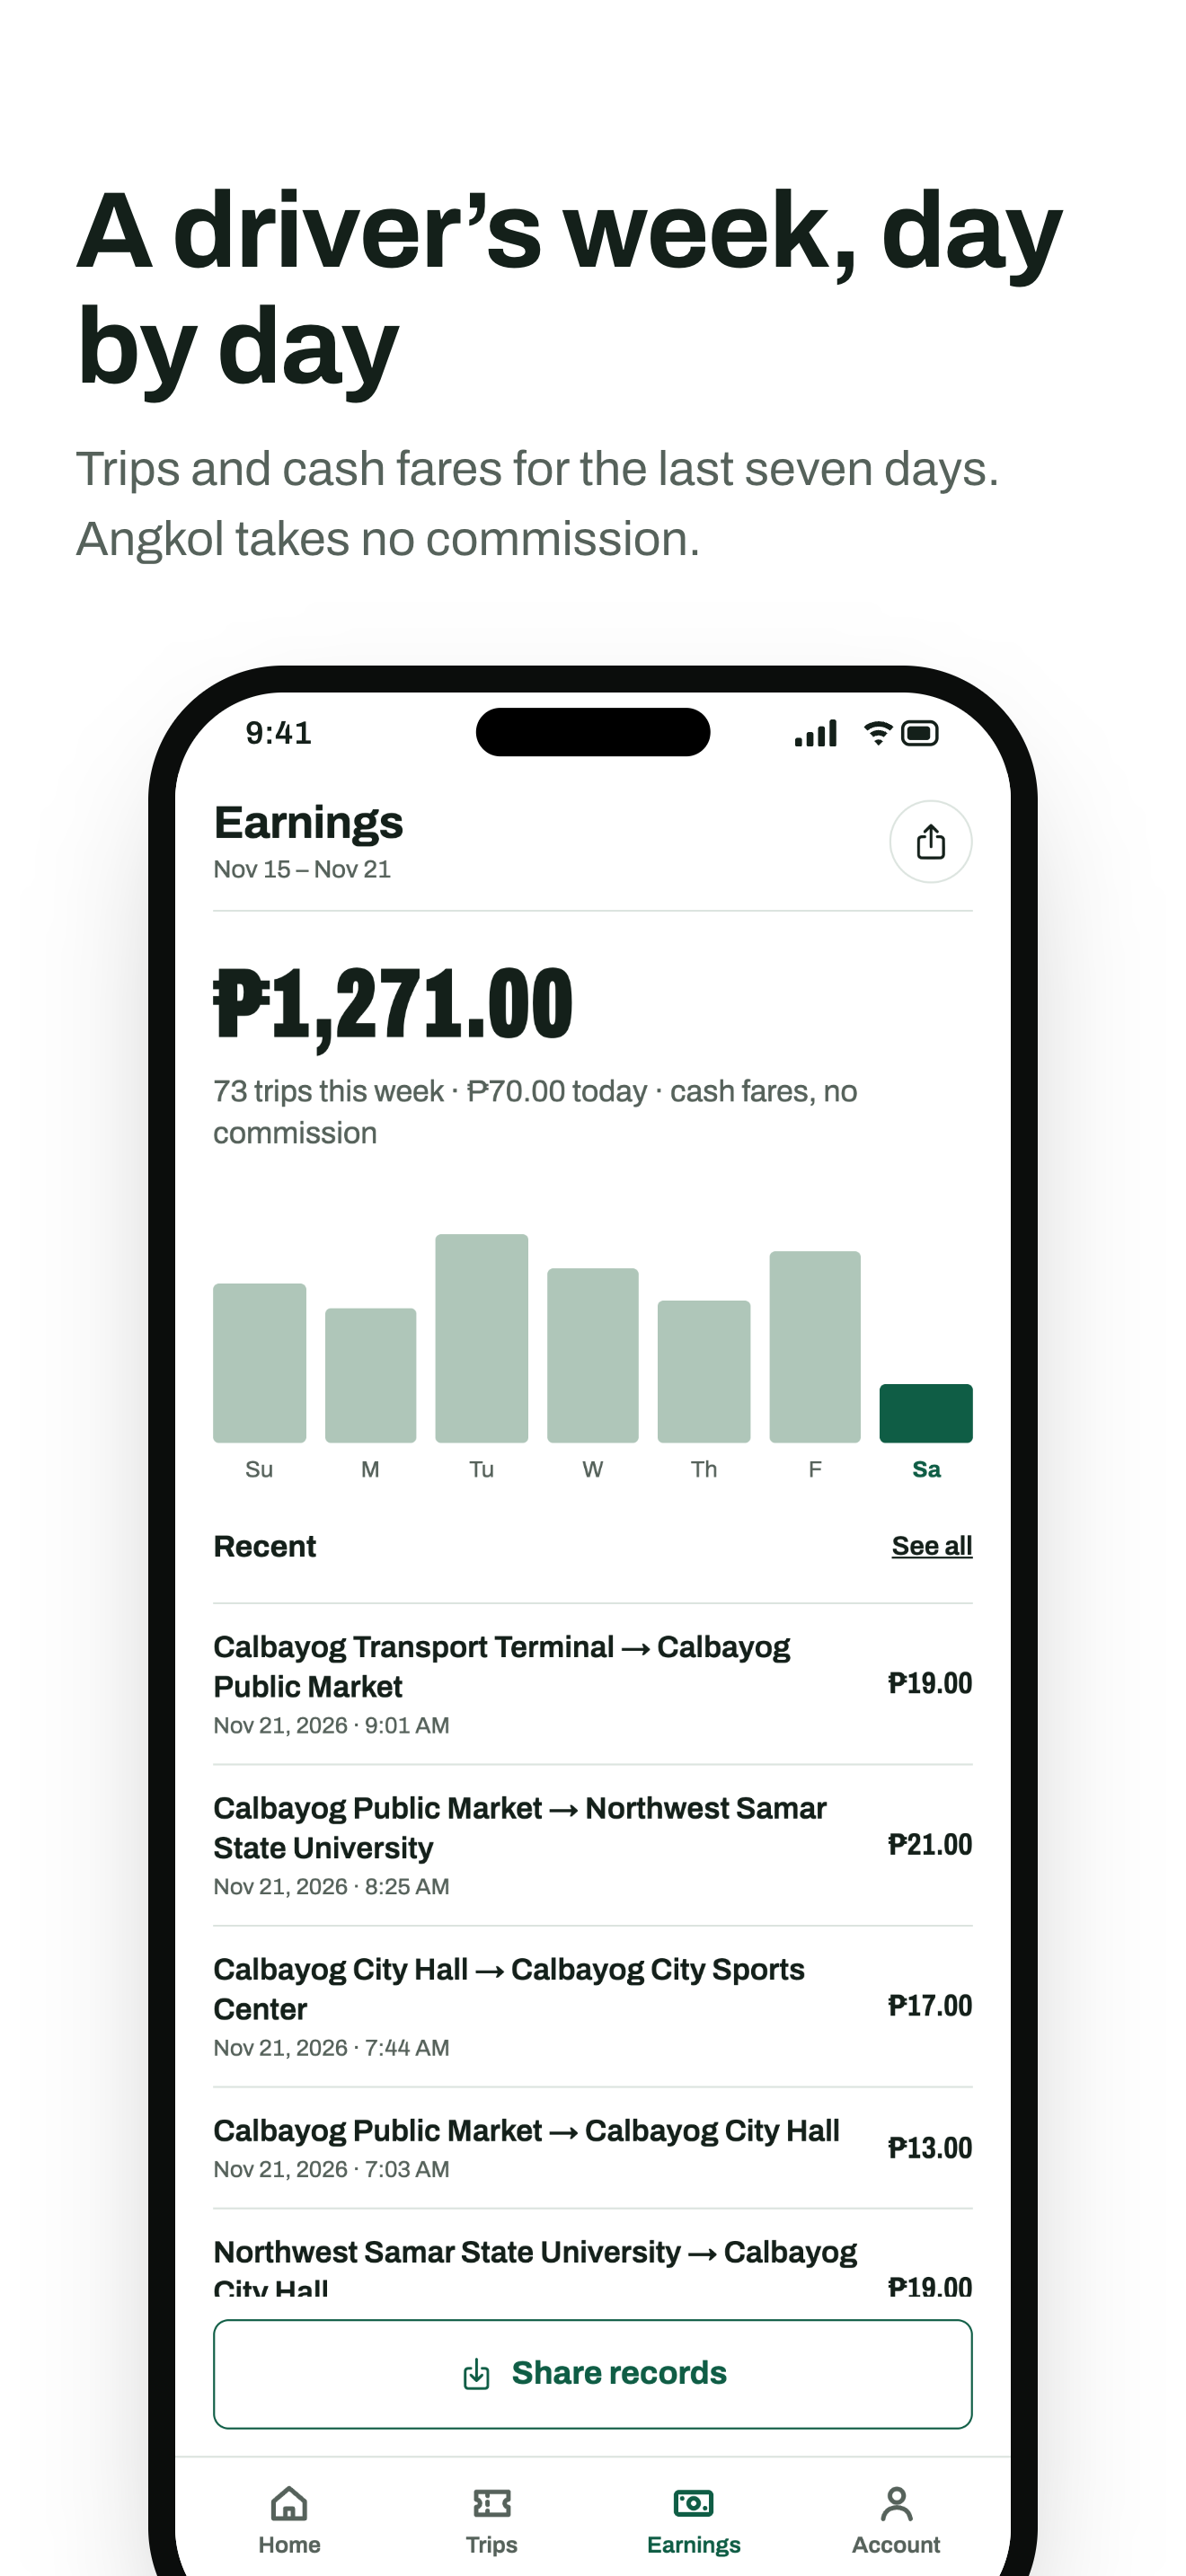 A driver’s week, day
by day
Trips and cash fares for the last seven days.
Angkol takes no commission.
9:41
Earnings
Nov 15 – Nov 21
₱1,271.00
73 trips this week · ₱70.00 today · cash fares, no
commission
Su M Tu W Th F Sa
Recent See all
Calbayog Transport Terminal → Calbayog
Public Market
₱19.00
Nov 21, 2026 · 9:01 AM
Calbayog Public Market → Northwest Samar
State University
₱21.00
Nov 21, 2026 · 8:25 AM
Calbayog City Hall → Calbayog City Sports
Center
₱17.00
Nov 21, 2026 · 7:44 AM
Calbayog Public Market → Calbayog City Hall
₱13.00
Nov 21, 2026 · 7:03 AM
Northwest Samar State University → Calbayog
City Hall
₱19.00
Share records
Home Trips Earnings Account